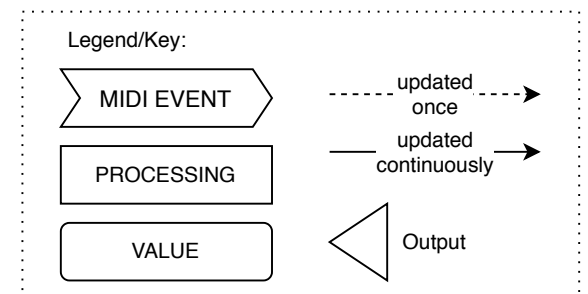 Legend/Key:
MIDI EVENT
updated
once
PROCESSING
updated
continuously
VALUE
Output